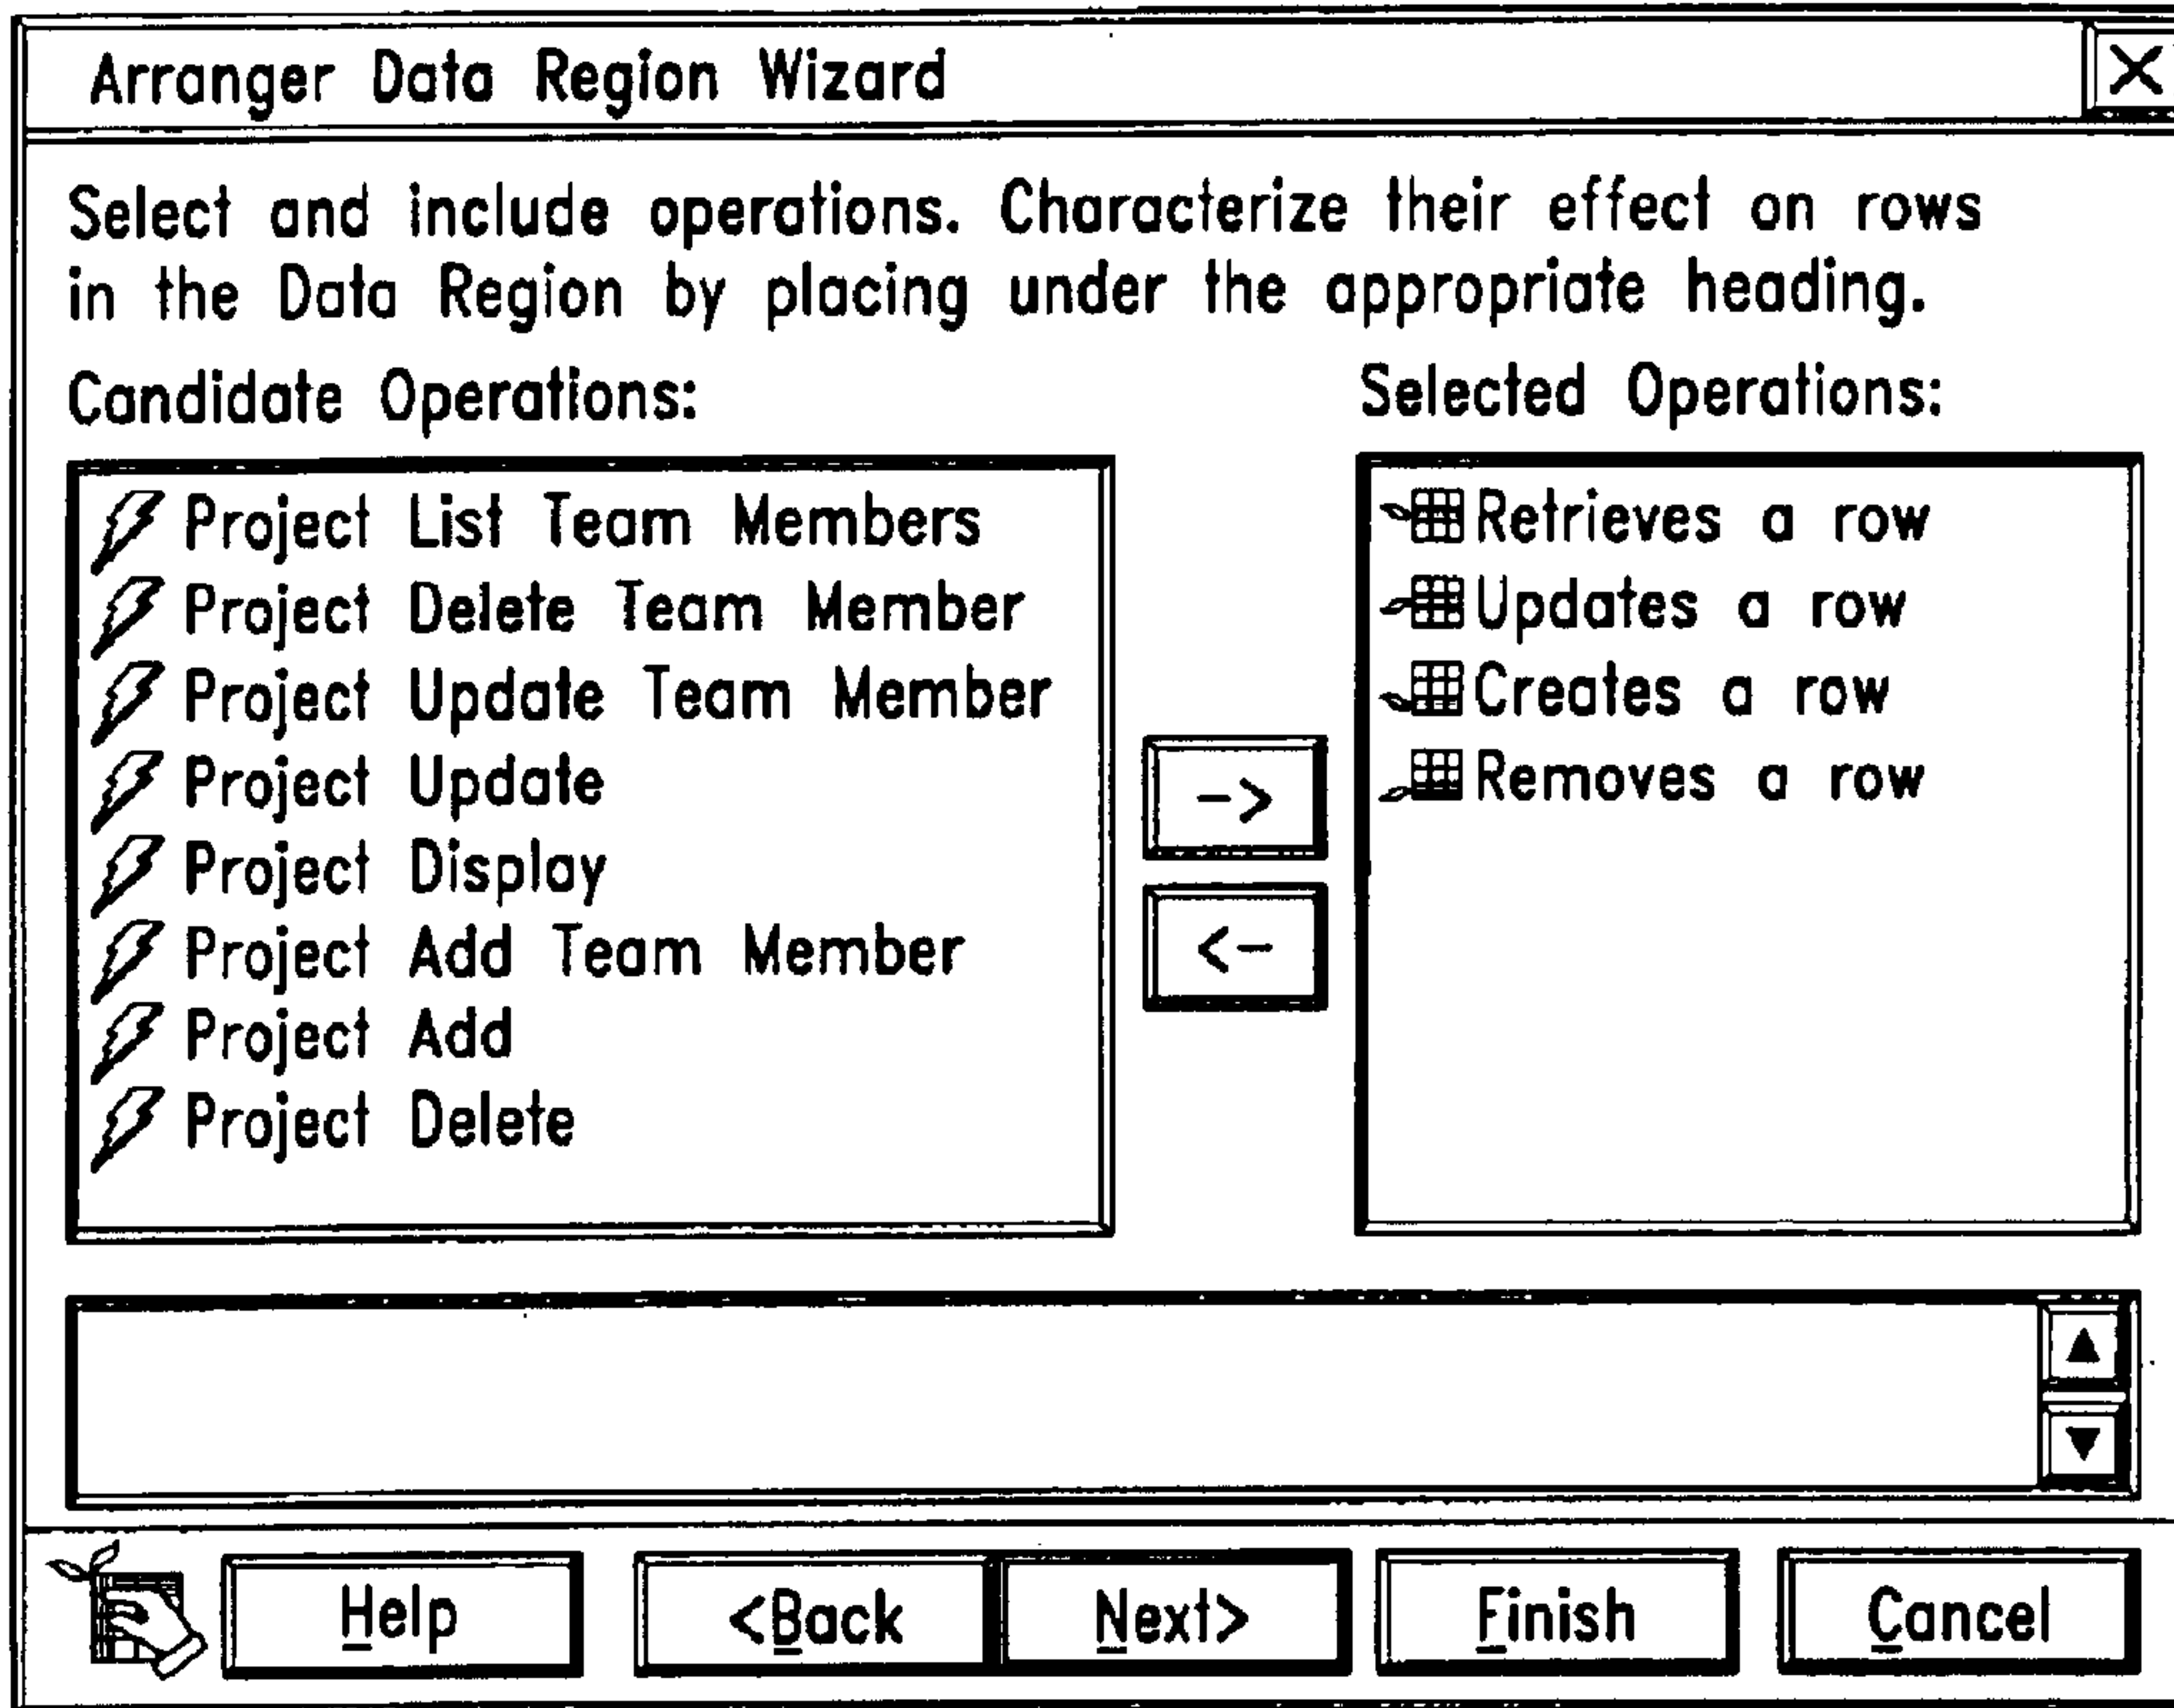 Arranger Data Region Wizard
X
Select and include operations. Characterize their effect on rows
in the Data Region by placing under the appropriate heading.
Candidate Operations:
Project List Team Members
Project Delete Team Member
Project Update Team Member
Project Update
Project Display
Project Add Team Member
Project Add
Project Delete
->
<-
Selected Operations:
Retrieves a row
Updates a row
Creates a row
Removes a row
Help
<Back
Next>
Finish
Cancel